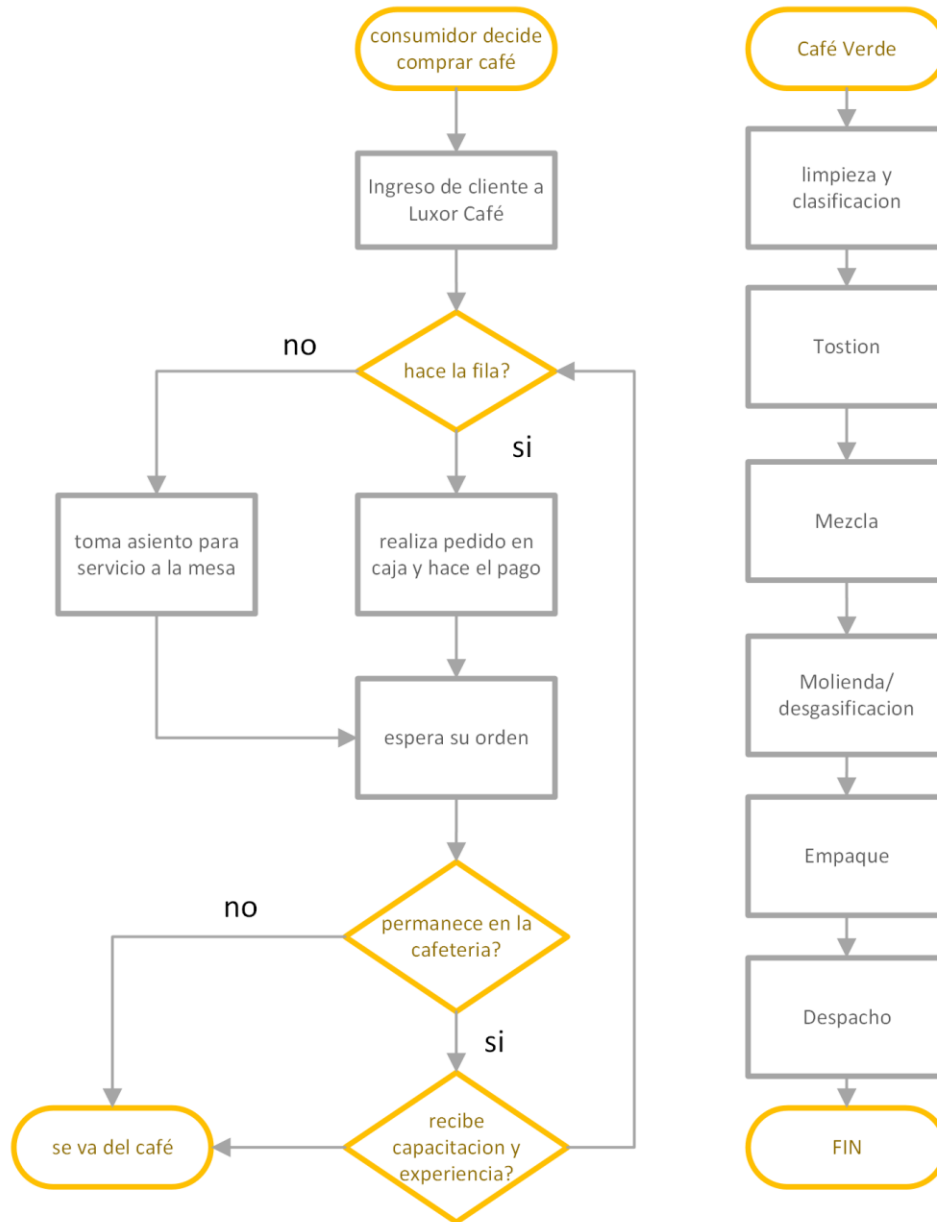 consumidor decide
comprar café
Ingreso de cliente a
Luxor Café
hace la fila?
no
si
toma asiento para
servicio a la mesa
realiza pedido en
caja y hace el pago
espera su orden
permanece en la
cafeteria?
no
si
recibe
capacitacion y
experiencia?
se va del café
Café Verde
limpieza y
clasificacion
Tostion
Mezcla
Molienda/
desgasificacion
Empaque
Despacho
FIN